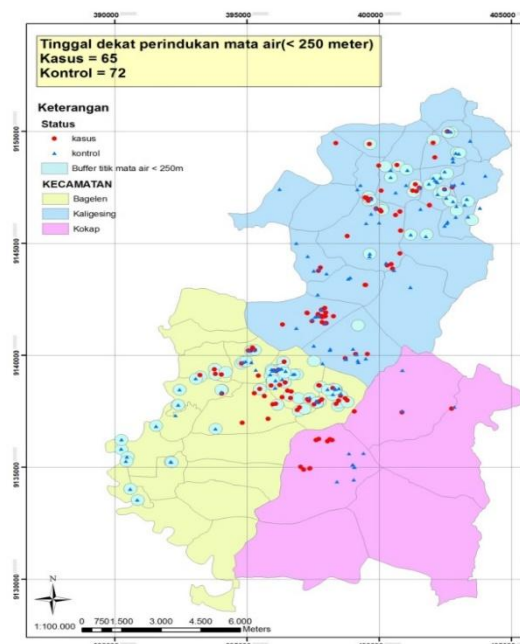 390000 395000 400000 405000
Tinggal dekat perindukan mata air(< 250 meter)
Kasus = 65
Kontrol = 72
Keterangan
Status
kasus
kontrol
Buffer titik mata air < 250m
KECAMATAN
Bagelen
Kaligesing
Kokap
9150000
9145000
9140000
9135000
9130000
N
1:100.000
0 750 1.500 3.000 4.500 6.000
Meters